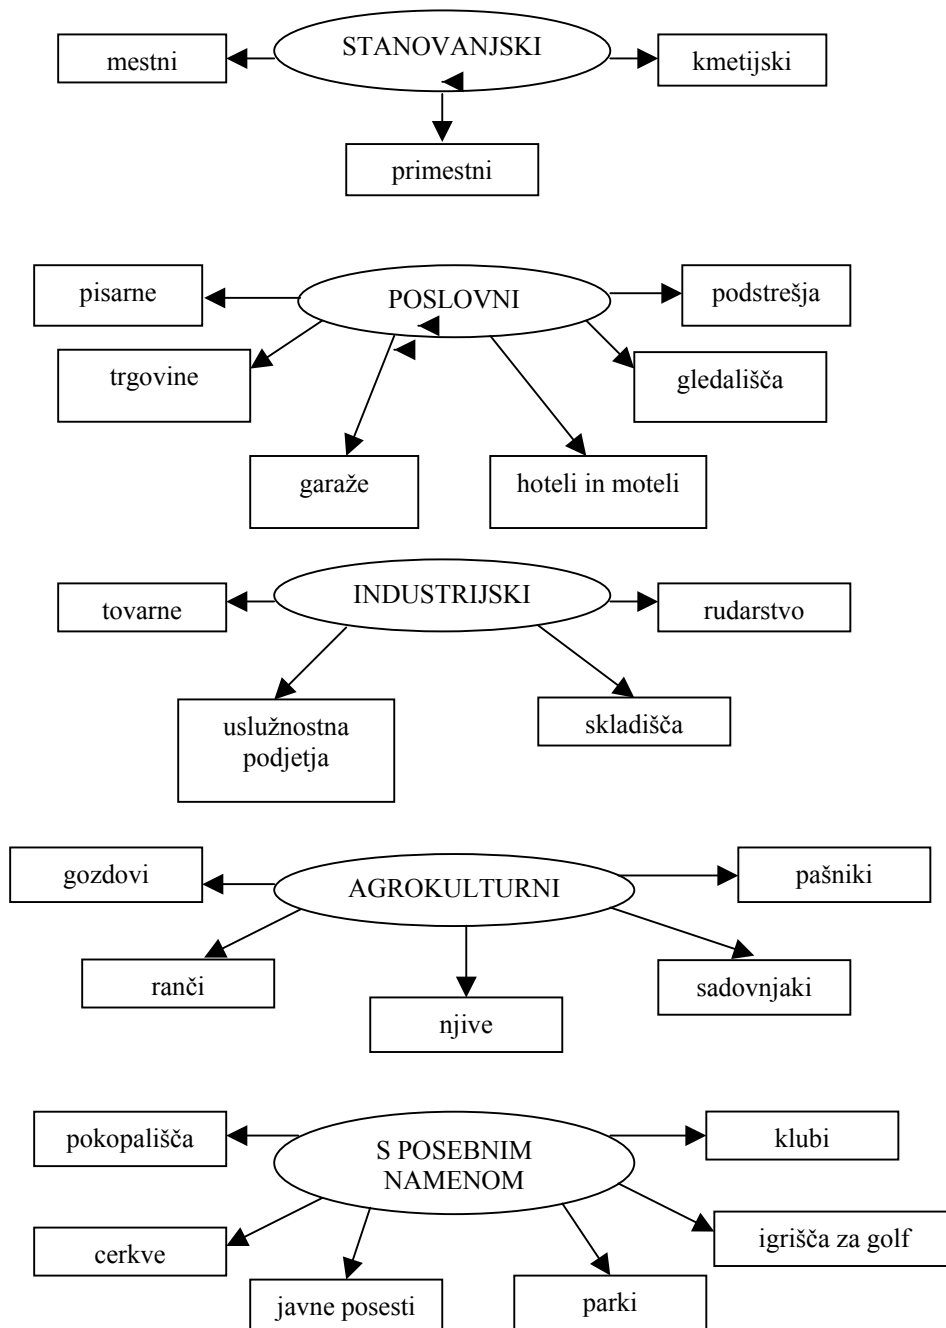 STANOVANJSKI
mestni
kmetijski
primestni
pisarne
POSLOVNI
podstrešja
trgovine
gledališča
garaže
hoteli in moteli
INDUSTRIJSKI
tovarne
rudarstvo
uslužnostna
podjetja
skladišča
gozdovi
AGROKULTURNI
pašniki
ranči
sadovnjaki
njive
pokopališča
S POSEBNIM
NAMENOM
klubi
cerkve
igrišča za golf
javne posesti
parki